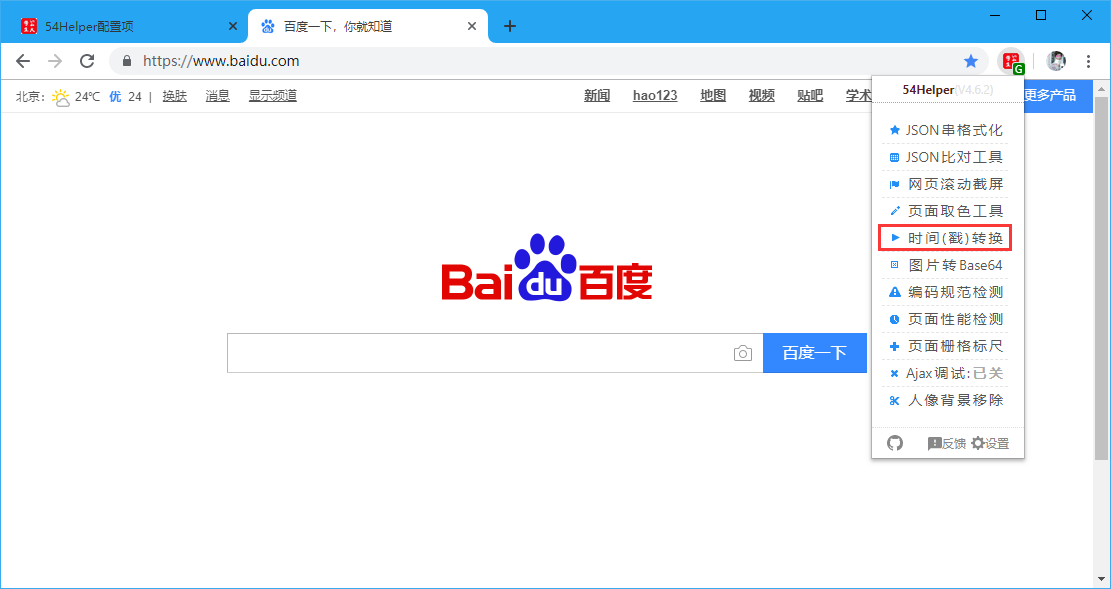 54Helper配置项
百度一下，你就知道
https://www.baidu.com
北京: 24℃ 优 24 | 换肤 消息 显示频道
新闻 hao123 地图 视频 贴吧 学术
更多产品
Baidu百度
百度一下
54Helper(V4.6.2)
JSON串格式化
JSON比对工具
网页滚动截屏
页面取色工具
时间(戳)转换
图片转Base64
编码规范检测
页面性能检测
页面栅格标尺
Ajax调试:已关
人像背景移除
反馈 设置